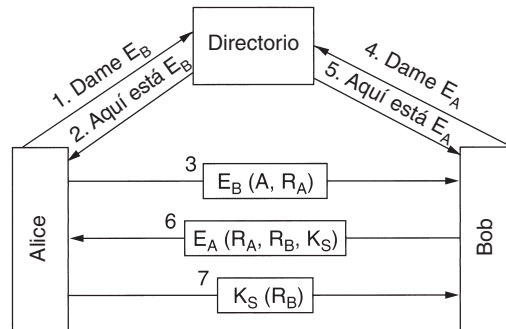 Directorio
1. Dame E_B
2. Aquí está E_B
4. Dame E_A
5. Aquí está E_A
Alice
Bob
3
E_B (A, R_A)
6
E_A (R_A, R_B, K_S)
7
K_S (R_B)